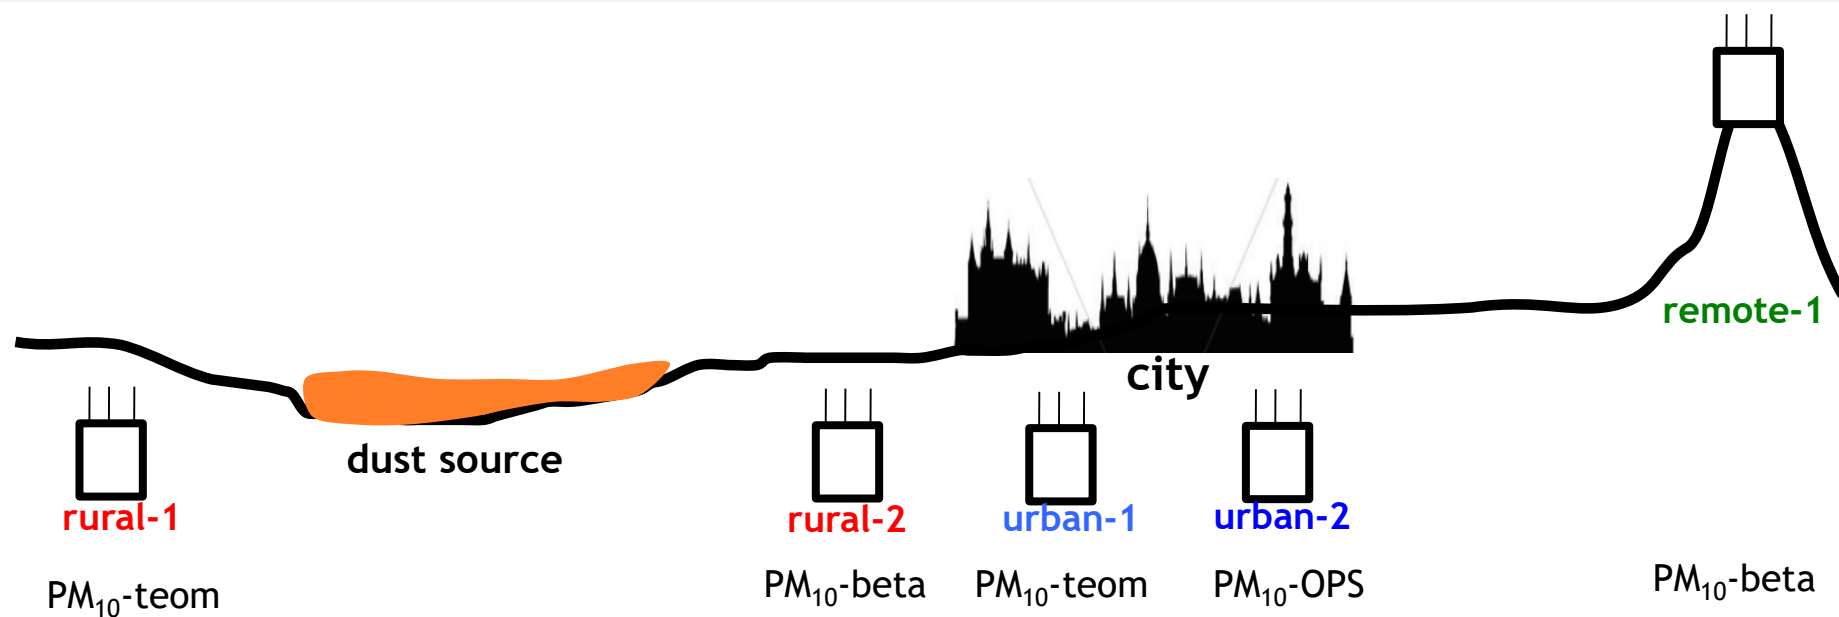 remote-1
city
dust source
rural-1
rural-2
urban-1
urban-2
PM₁₀-teom
PM₁₀-beta
PM₁₀-teom
PM₁₀-OPS
PM₁₀-beta